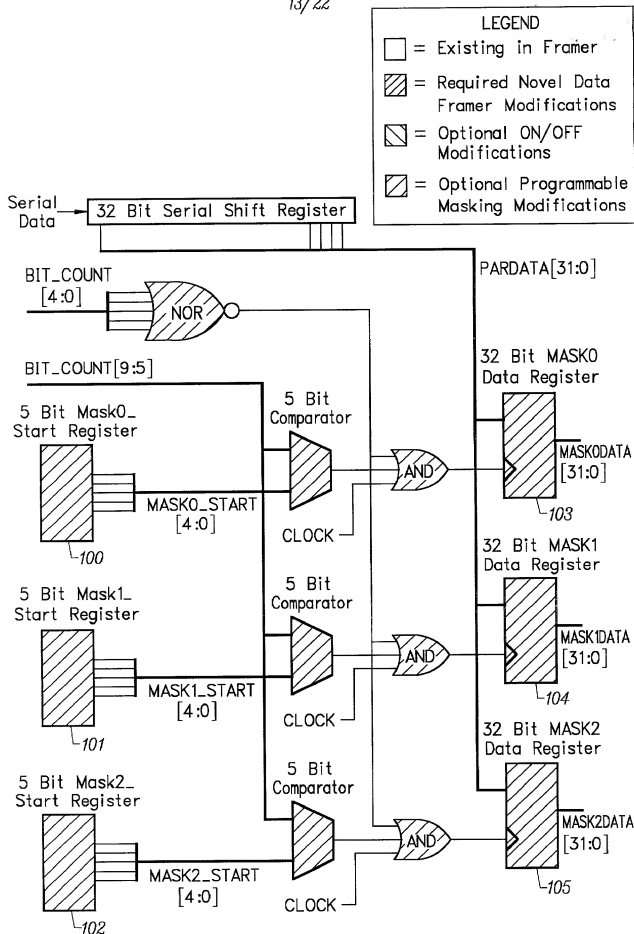 13/22
LEGEND
= Existing in Framer
= Required Novel Data
Framer Modifications
= Optional ON/OFF
Modifications
= Optional Programmable
Masking Modifications
Serial
Data
32 Bit Serial Shift Register
PARDATA[31:0]
BIT_COUNT
[4:0]
NOR
BIT_COUNT[9:5]
5 Bit Mask0_
Start Register
100
MASK0_START
[4:0]
5 Bit
Comparator
AND
CLOCK
32 Bit MASK0
Data Register
MASK0DATA
[31:0]
103
5 Bit Mask1_
Start Register
101
MASK1_START
[4:0]
5 Bit
Comparator
AND
CLOCK
32 Bit MASK1
Data Register
MASK1DATA
[31:0]
104
5 Bit Mask2_
Start Register
102
MASK2_START
[4:0]
5 Bit
Comparator
AND
CLOCK
32 Bit MASK2
Data Register
MASK2DATA
[31:0]
105